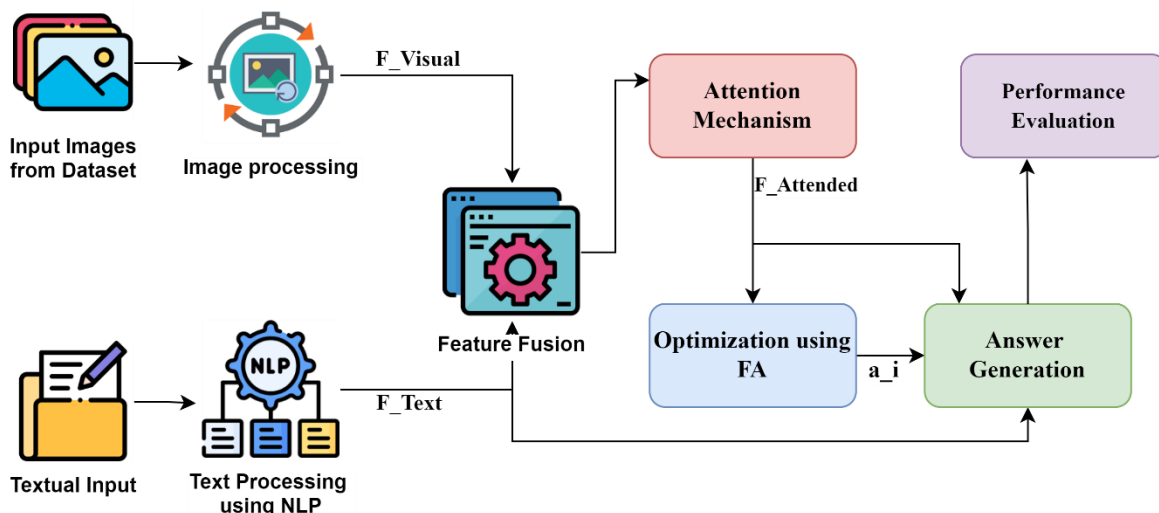 Input Images
from Dataset
Image processing
F_Visual
Attention
Mechanism
Performance
Evaluation
F_Attended
Feature Fusion
NLP
F_Text
Textual Input
Text Processing
using NLP
Optimization using
FA
a_i
Answer
Generation